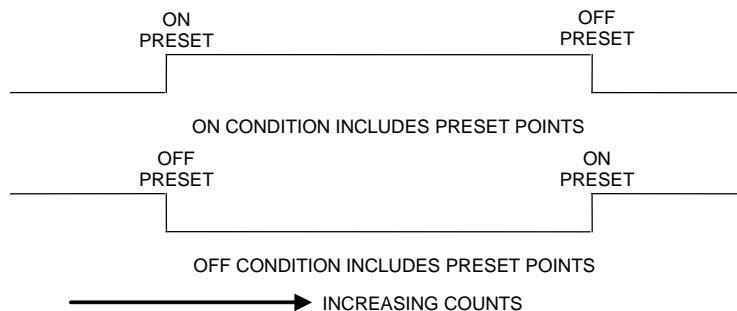 ON
PRESET
OFF
PRESET
ON CONDITION INCLUDES PRESET POINTS
OFF
PRESET
ON
PRESET
OFF CONDITION INCLUDES PRESET POINTS
INCREASING COUNTS